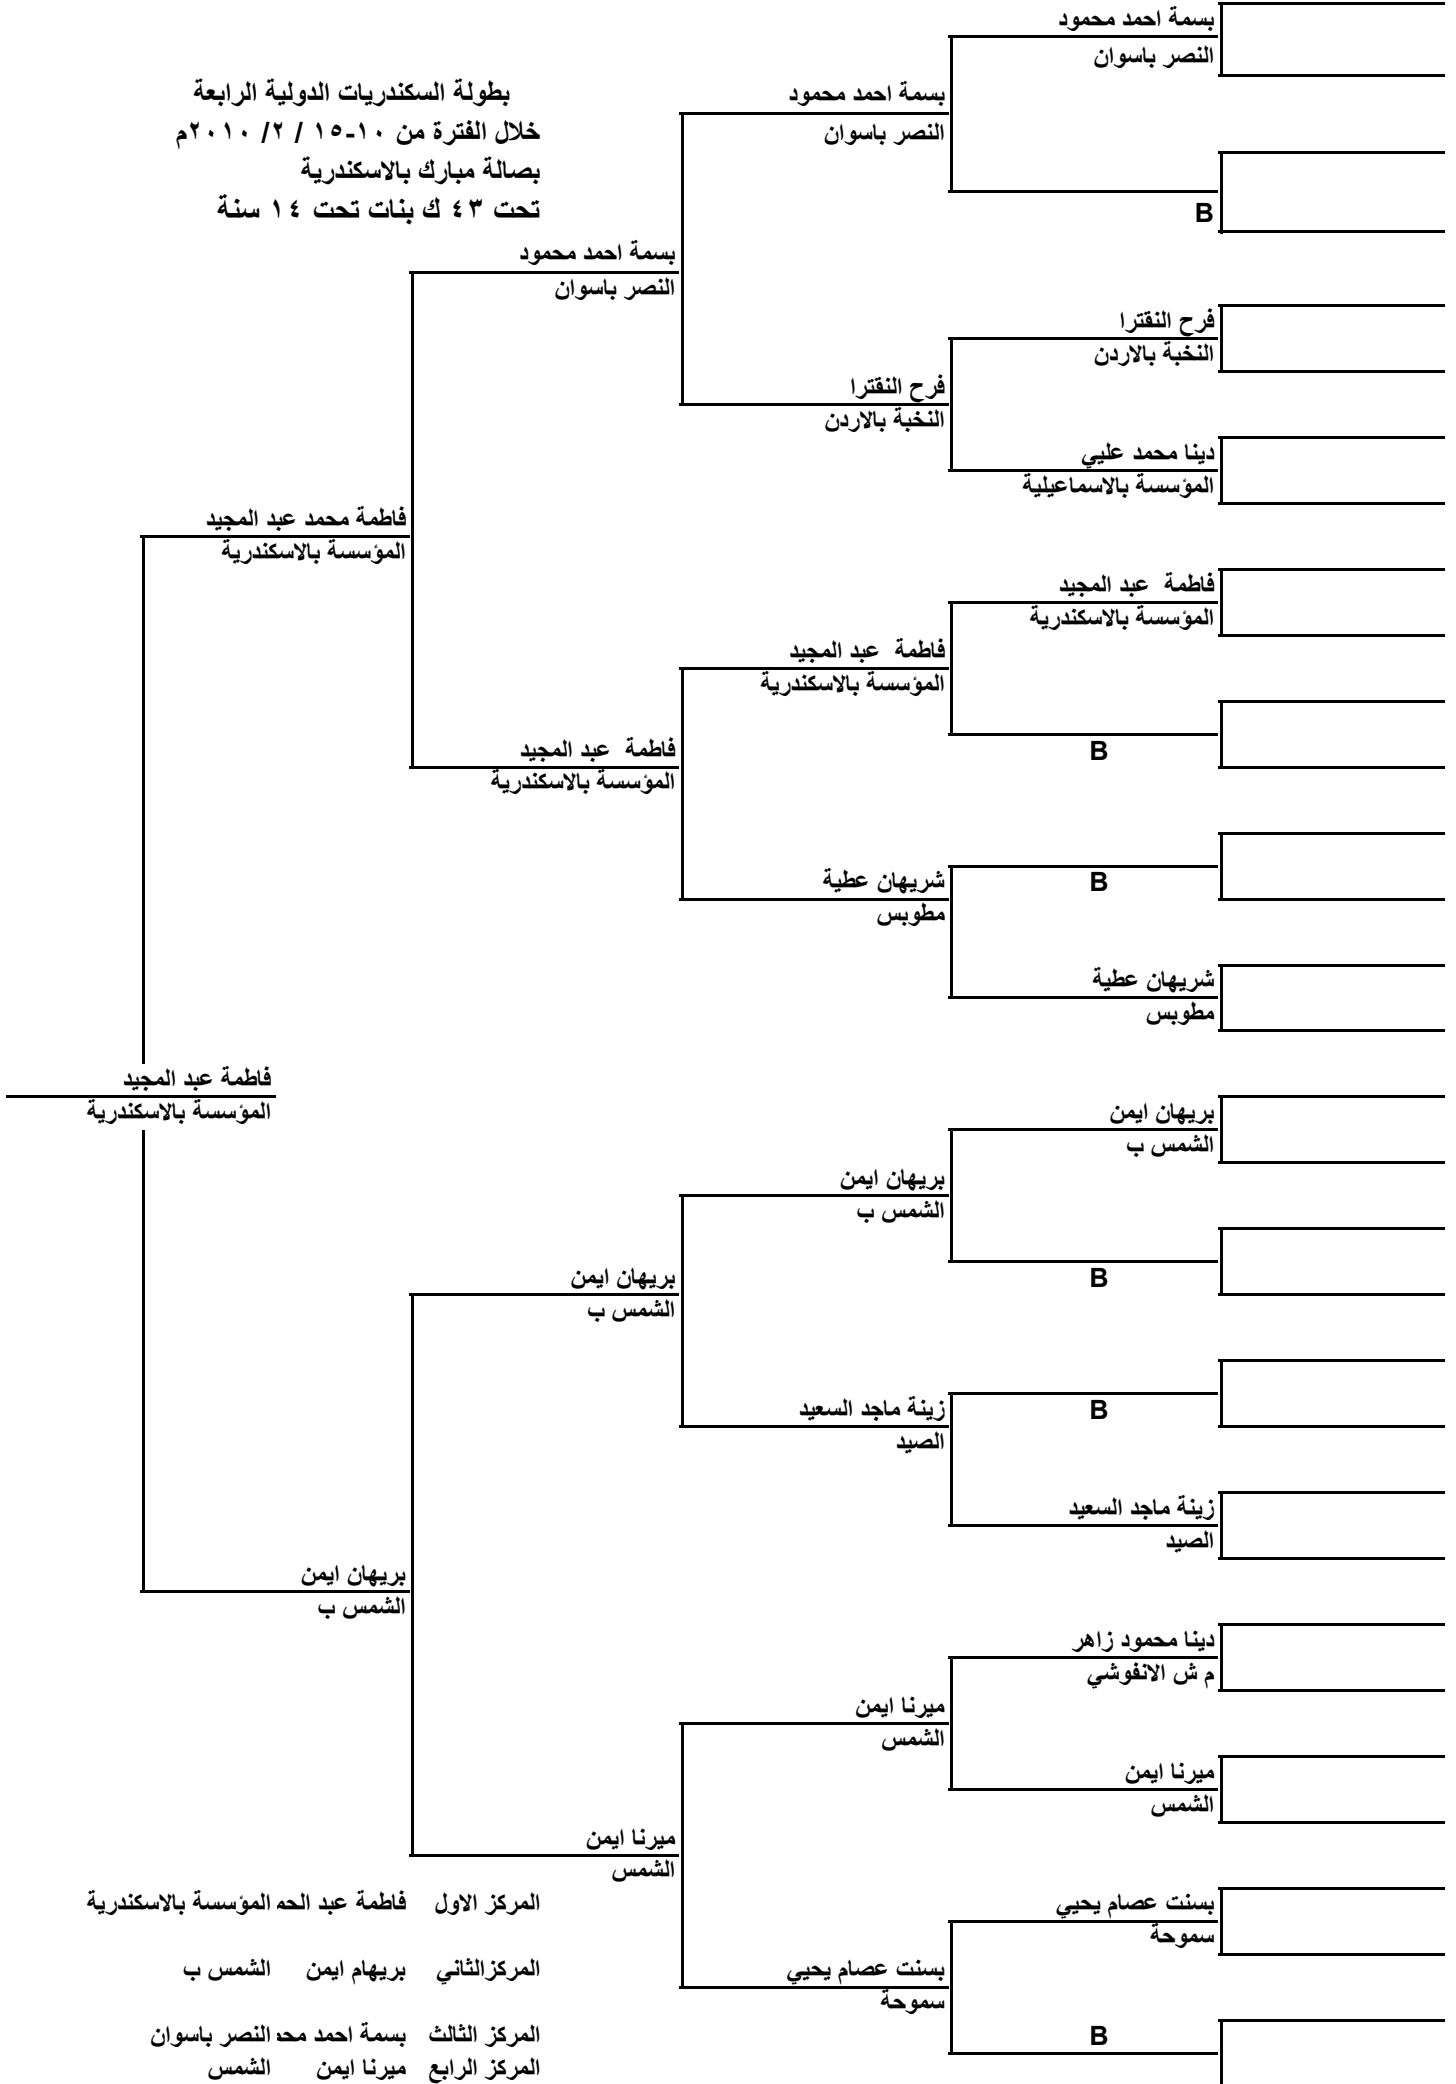 بطولة السكندريات الدولية الرابعة
خلال الفترة من ١٠-١٥ / ٢/ ٢٠١٠م
بصالة مبارك بالاسكندرية
تحت ٤٣ ك بنات تحت ١٤ سنة
بسمة احمد محمود
النصر باسوان
B
فرح النقترا
النخبة بالاردن
دينا محمد عليي
المؤسسة بالاسماعيلية
فاطمة عبد المجيد
المؤسسة بالاسكندرية
B
B
شريهان عطية
مطوبس
بريهان ايمن
الشمس ب
B
B
زينة ماجد السعيد
الصيد
دينا محمود زاهر
م ش الانفوشي
ميرنا ايمن
الشمس
بسنت عصام يحيي
سموحة
B
بسمة احمد محمود
النصر باسوان
فرح النقترا
النخبة بالاردن
فاطمة عبد المجيد
المؤسسة بالاسكندرية
شريهان عطية
مطوبس
بريهان ايمن
الشمس ب
زينة ماجد السعيد
الصيد
ميرنا ايمن
الشمس
بسنت عصام يحيي
سموحة
بسمة احمد محمود
النصر باسوان
فاطمة عبد المجيد
المؤسسة بالاسكندرية
بريهان ايمن
الشمس ب
ميرنا ايمن
الشمس
فاطمة محمد عبد المجيد
المؤسسة بالاسكندرية
بريهان ايمن
الشمس ب
فاطمة عبد المجيد
المؤسسة بالاسكندرية
المركز الاول فاطمة عبد الحم المؤسسة بالاسكندرية
المركزالثاني بريهام ايمن الشمس ب
المركز الثالث بسمة احمد محم النصر باسوان
المركز الرابع ميرنا ايمن الشمس